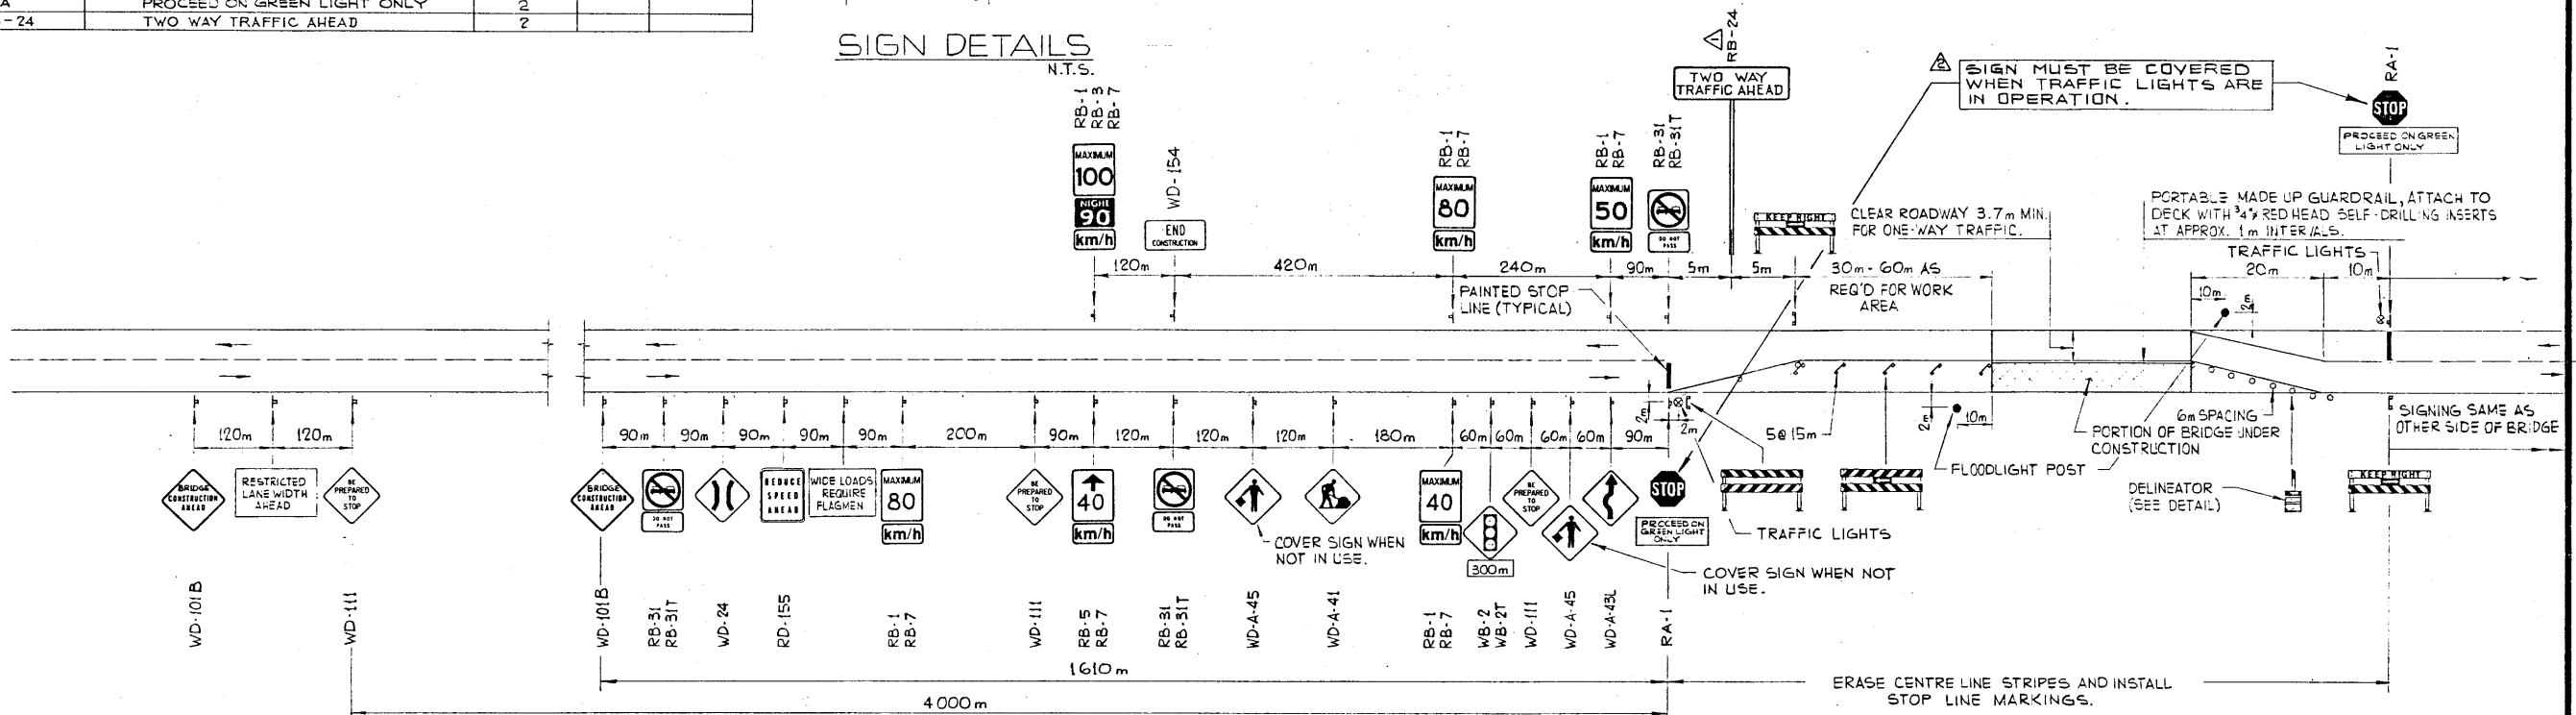 A PROCEED ON GREEN LIGHT ONLY 2
-24 TWO WAY TRAFFIC AHEAD 2
SIGN DETAILS
N.T.S.
RB-1
RB-3
RB-7
MAXIMUM
100
NIGHT
90
km/h
WD-154
END
CONSTRUCTION
RB-1
RB-7
MAXIMUM
80
km/h
RB-1
RB-7
MAXIMUM
50
km/h
RB-31
RB-31T
DO NOT
PASS
1
RB-24
TWO WAY
TRAFFIC AHEAD
KEEP RIGHT
2
SIGN MUST BE COVERED
WHEN TRAFFIC LIGHTS ARE
IN OPERATION.
RA-1
STOP
PROCEED ON GREEN
LIGHT ONLY
CLEAR ROADWAY 3.7m MIN.
FOR ONE-WAY TRAFFIC.
PORTABLE MADE UP GUARDRAIL, ATTACH TO
DECK WITH 3/4"ø RED HEAD SELF-DRILLING INSERTS
AT APPROX. 1m INTERVALS.
TRAFFIC LIGHTS
120m 420m 240m 90m 5m 5m
30m-60m AS
REQ'D FOR WORK
AREA
20m 10m
10m
2m
PAINTED STOP
LINE (TYPICAL)
120m 120m
90m 90m 90m 90m 90m 200m 90m 120m 120m 120m 180m 60m 60m 60m 60m 90m
2m
2m
5@15m
2m
10m
6m SPACING
PORTION OF BRIDGE UNDER
CONSTRUCTION
FLOODLIGHT POST
SIGNING SAME AS
OTHER SIDE OF BRIDGE
DELINEATOR
(SEE DETAIL)
KEEP RIGHT
BRIDGE
CONSTRUCTION
AHEAD
RESTRICTED
LANE WIDTH
AHEAD
BE
PREPARED
TO
STOP
BRIDGE
CONSTRUCTION
AHEAD
DO NOT
PASS
REDUCE
SPEED
AHEAD
WIDE LOADS
REQUIRE
FLAGMEN
MAXIMUM
80
km/h
BE
PREPARED
TO
STOP
40
km/h
DO NOT
PASS
COVER SIGN WHEN
NOT IN USE.
MAXIMUM
40
km/h
300m
BE
PREPARED
TO
STOP
STOP
PROCEED ON
GREEN LIGHT
ONLY
TRAFFIC LIGHTS
COVER SIGN WHEN NOT
IN USE.
WD-101B
WD-111
WD-101B
RB-31
RB-31T
WD-24
RD-155
RB-1
RB-7
WD-111
RB-5
RB-7
RB-31
RB-31T
WD-A-45
WD-A-41
RB-1
RB-7
WB-2
WB-2T
WD-111
WD-A-45
WD-A-43L
RA-1
1610m
4000m
ERASE CENTRE LINE STRIPES AND INSTALL
STOP LINE MARKINGS.